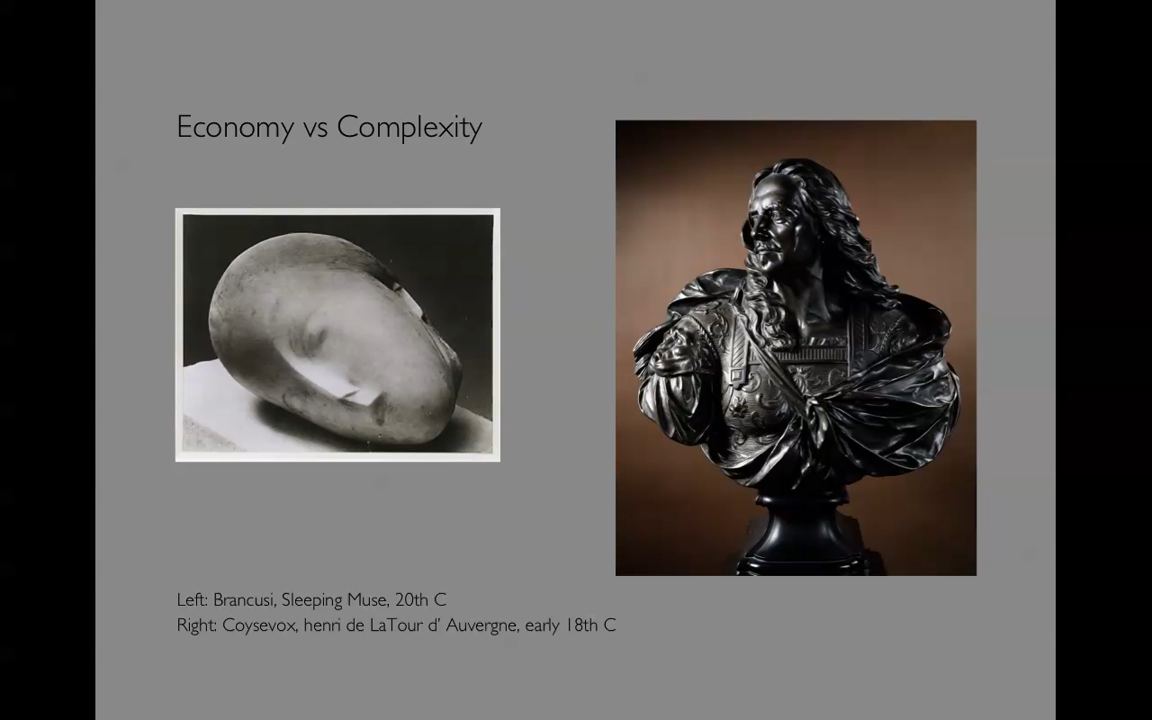 Economy vs Complexity
Left: Brancusi, Sleeping Muse, 20th C
Right: Coysevox, henri de LaTour d’ Auvergne, early 18th C